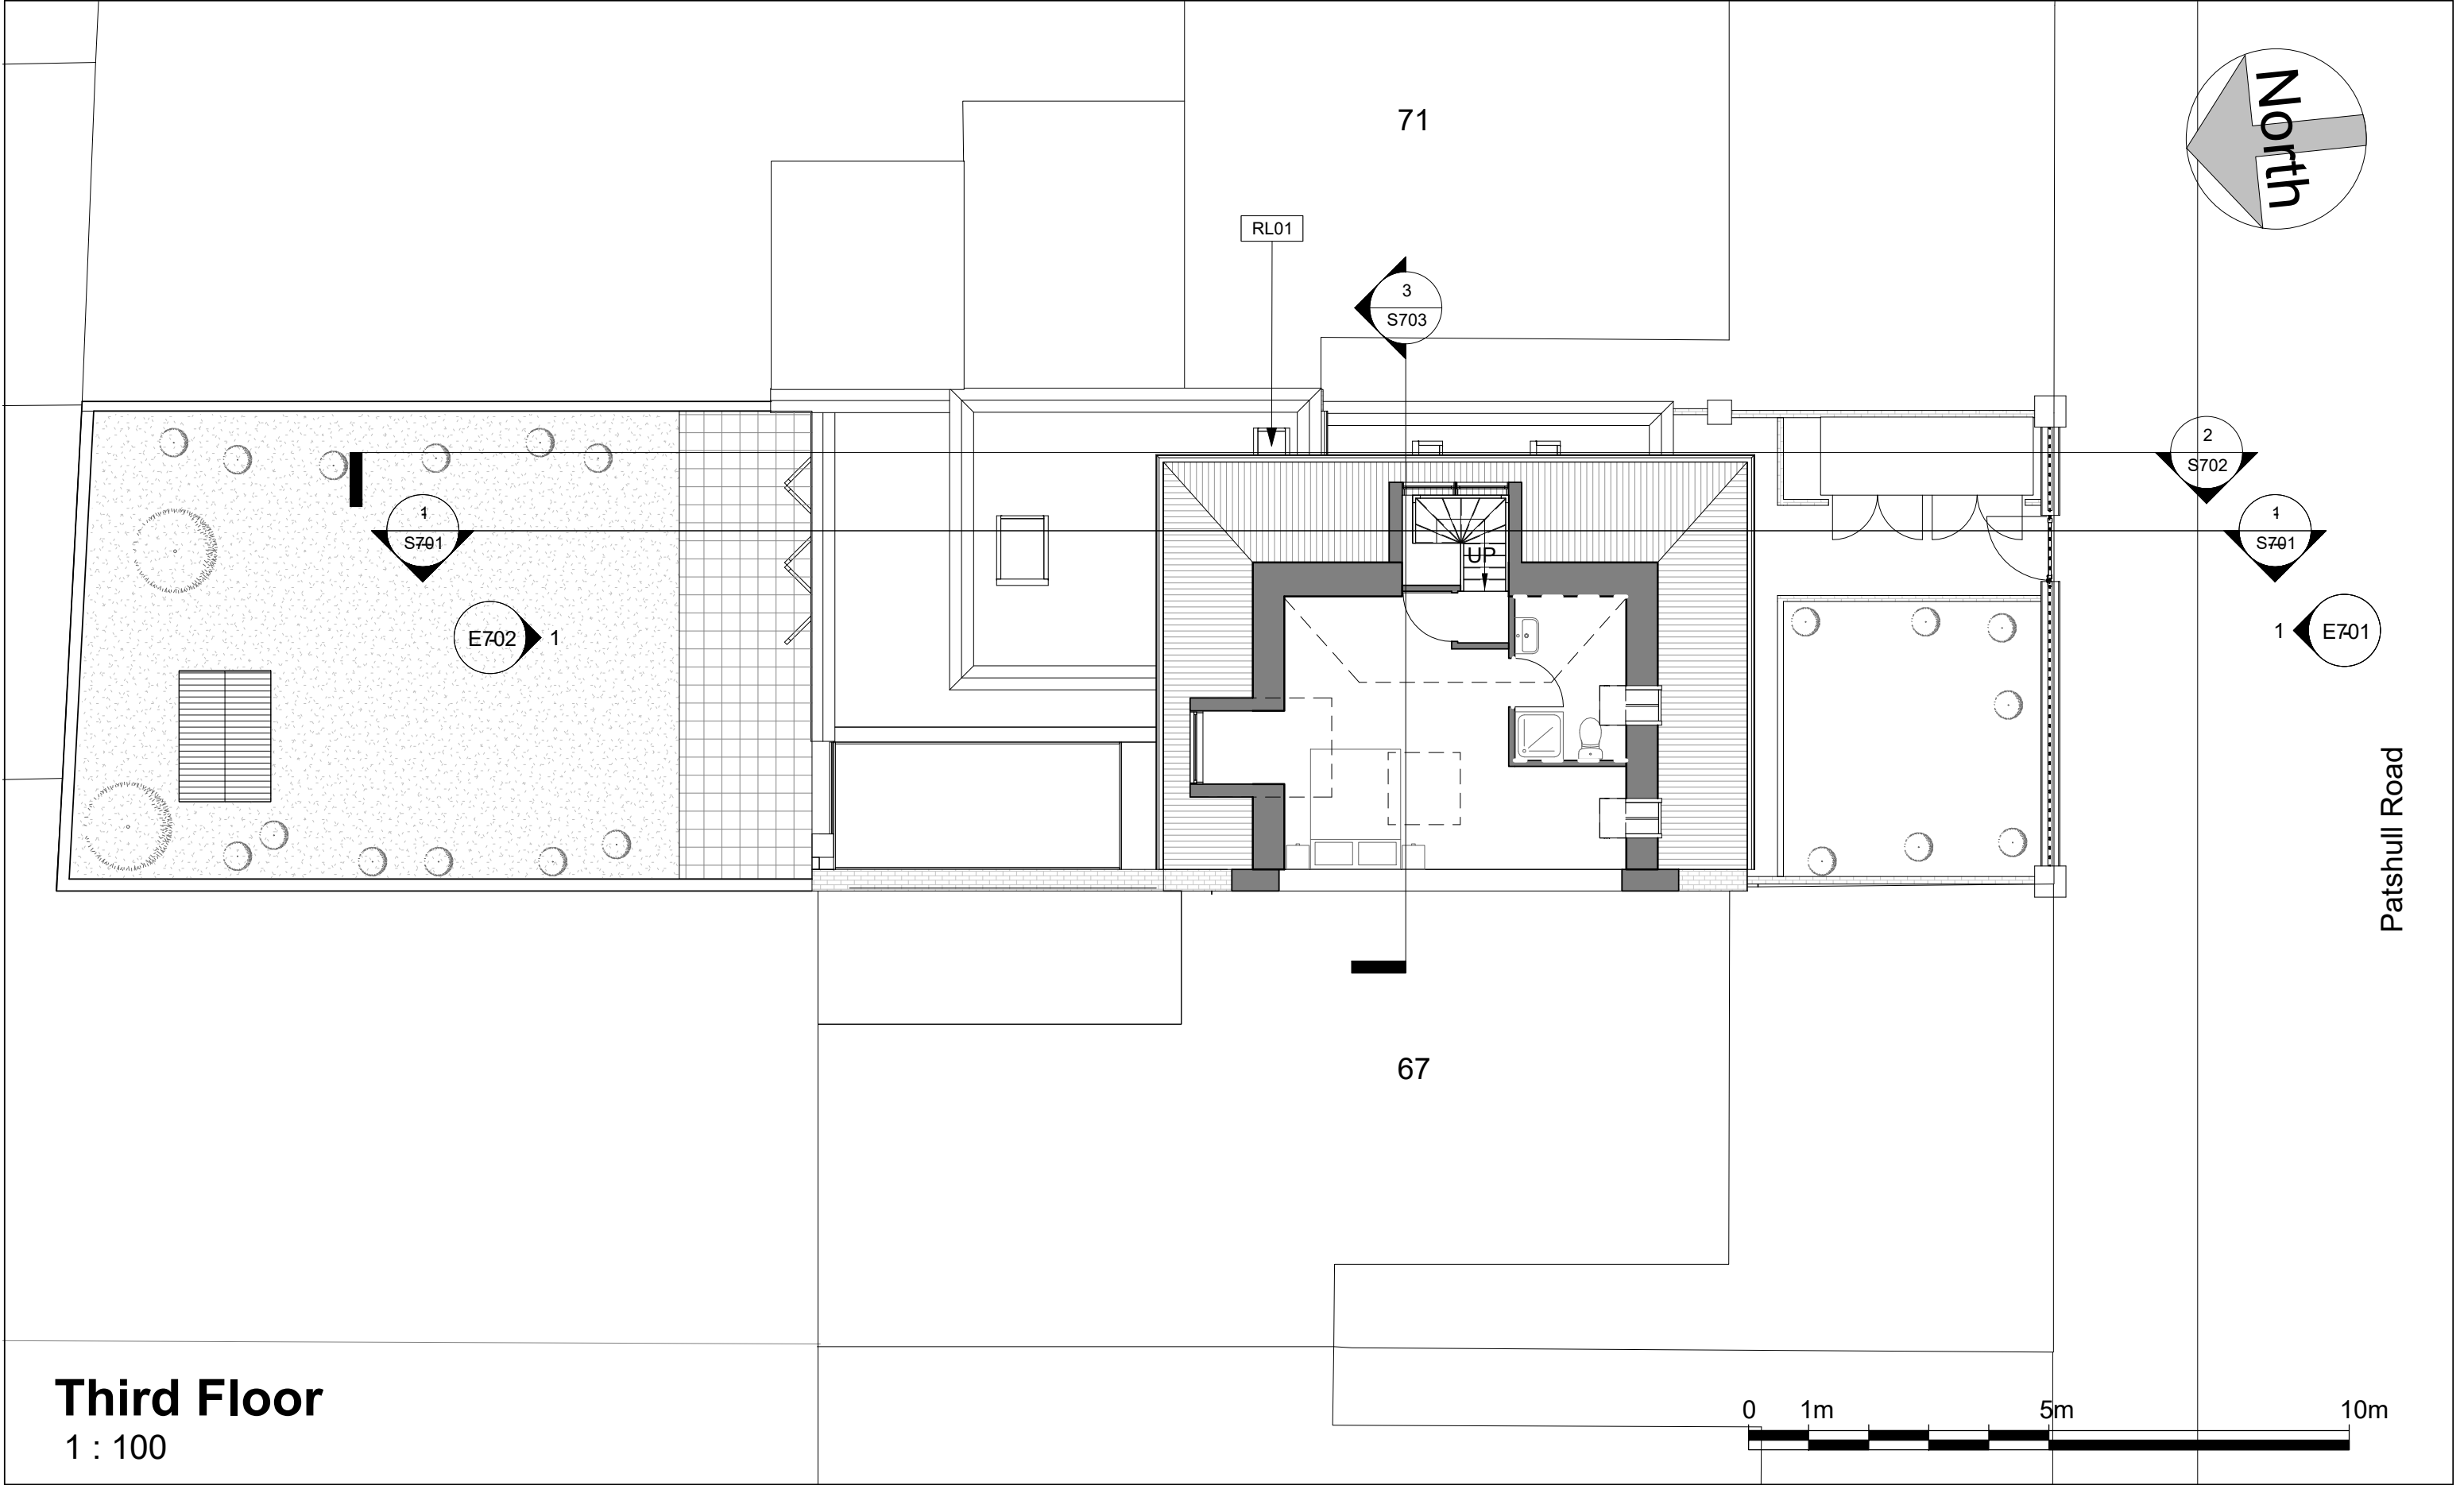 71
North
RL01
3
S703
2
S702
1
S701
1
S701
UP
E702
1
1
E701
Patshull Road
67
Third Floor
1 : 100
0 1m 5m 10m